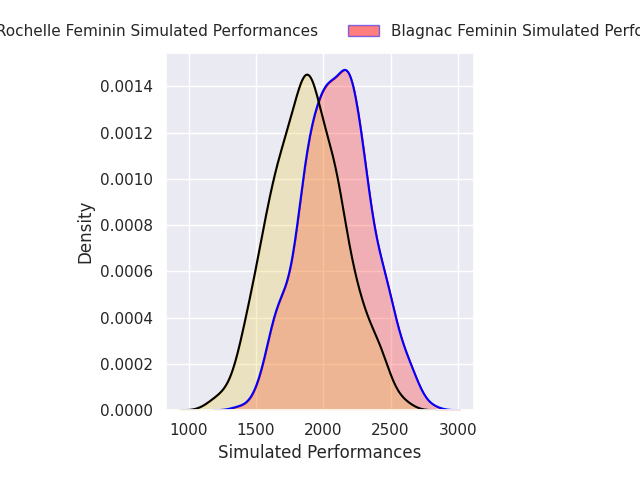 Rochelle Feminin Simulated Performances
Blagnac Feminin Simulated
0.0014
0.0012
0.0010
0.0008
0.0006
0.0004
0.0002
0.0000
Density
1000 1500 2000 2500 3000
Simulated Performances